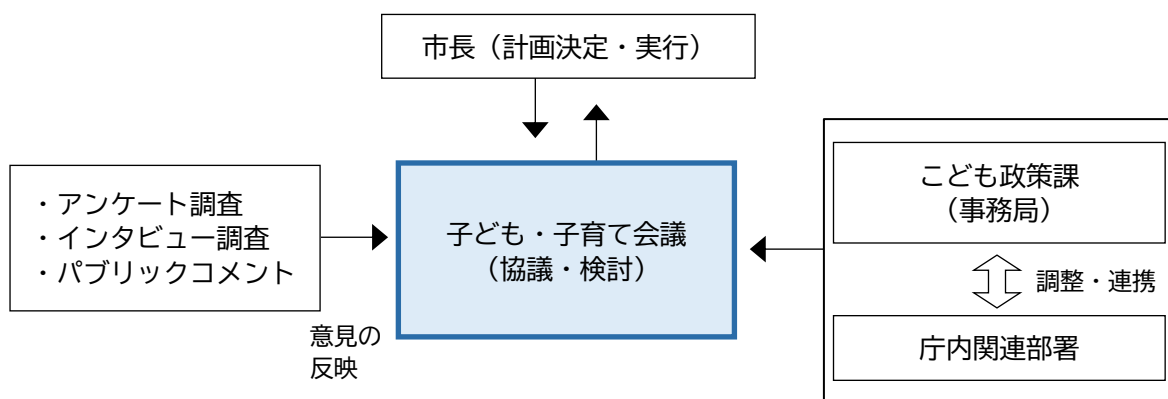 市長（計画決定・実行）
・アンケート調査
・インタビュー調査
・パブリックコメント
意見の
反映
子ども・子育て会議
（協議・検討）
こども政策課
（事務局）
調整・連携
庁内関連部署